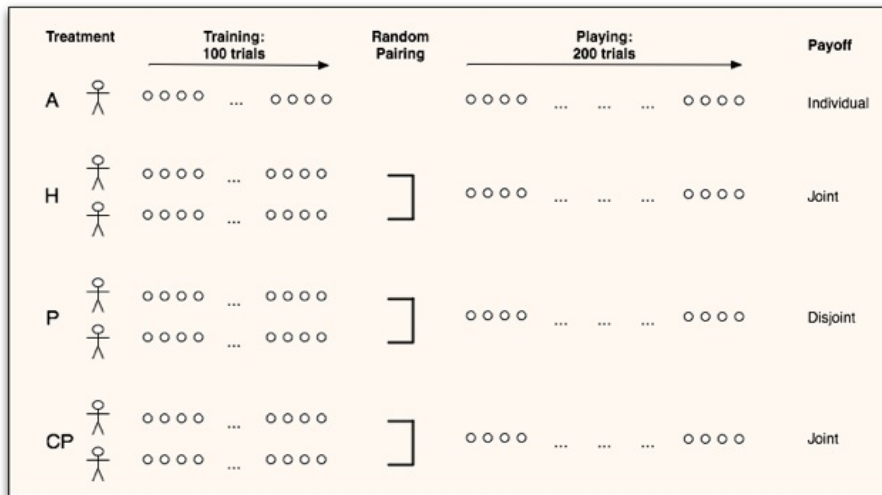 Treatment
Training:
100 trials
Random
Pairing
Playing:
200 trials
Payoff
A
...
... ... ...
Individual
H
...
...
... ... ...
Joint
P
...
...
... ... ...
Disjoint
CP
...
...
... ... ...
Joint